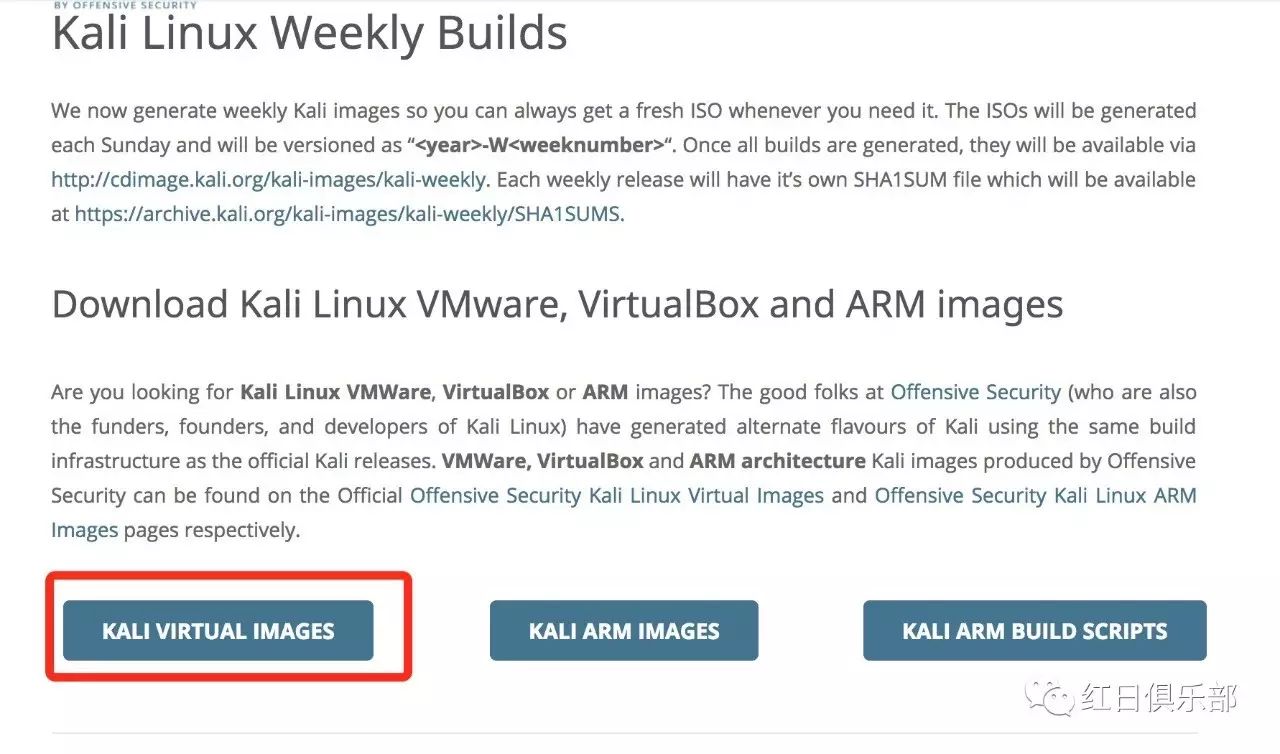 BY OFFENSIVE SECURITY
Kali Linux Weekly Builds
We now generate weekly Kali images so you can always get a fresh ISO whenever you need it. The ISOs will be generated
each Sunday and will be versioned as “<year>-W<weeknumber>“. Once all builds are generated, they will be available via
http://cdimage.kali.org/kali-images/kali-weekly. Each weekly release will have it’s own SHA1SUM file which will be available
at https://archive.kali.org/kali-images/kali-weekly/SHA1SUMS.
Download Kali Linux VMware, VirtualBox and ARM images
Are you looking for Kali Linux VMWare, VirtualBox or ARM images? The good folks at Offensive Security (who are also
the funders, founders, and developers of Kali Linux) have generated alternate flavours of Kali using the same build
infrastructure as the official Kali releases. VMWare, VirtualBox and ARM architecture Kali images produced by Offensive
Security can be found on the Official Offensive Security Kali Linux Virtual Images and Offensive Security Kali Linux ARM
Images pages respectively.
KALI VIRTUAL IMAGES
KALI ARM IMAGES
KALI ARM BUILD SCRIPTS
红日俱乐部